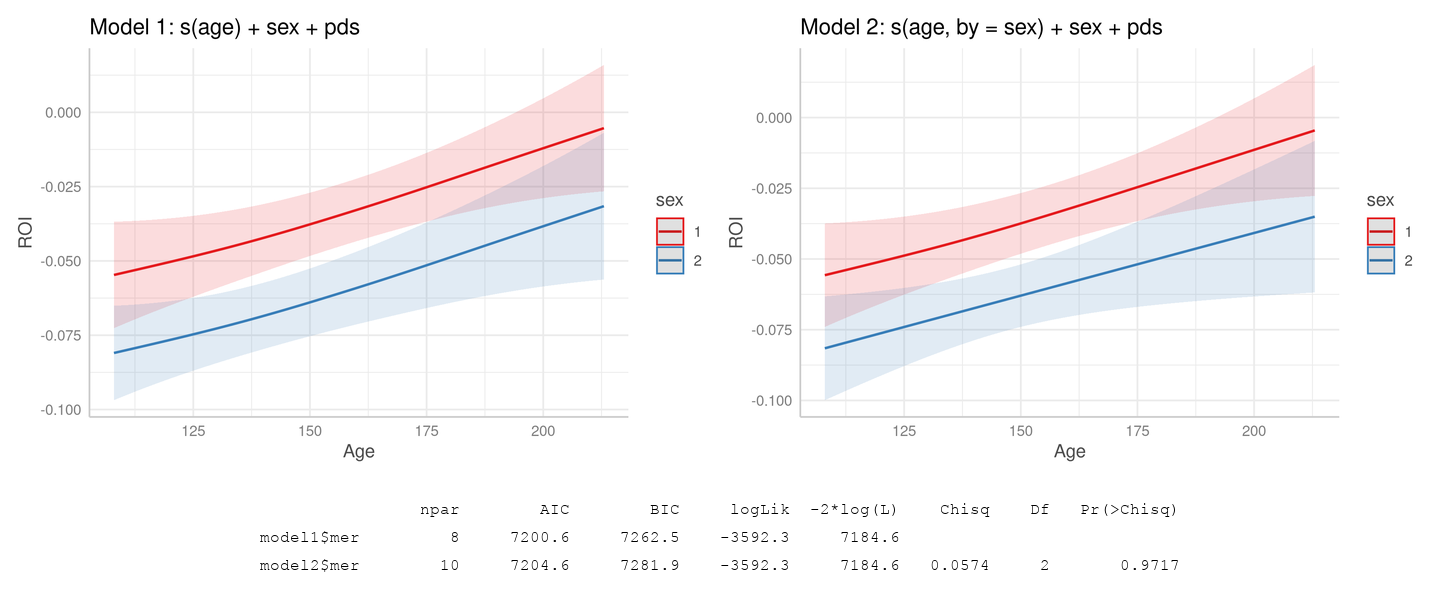 Model 1: s(age) + sex + pds
0.000
-0.025
-0.050
-0.075
-0.100
ROI
125 150 175 200
Age
sex
1
2
Model 2: s(age, by = sex) + sex + pds
0.000
-0.025
-0.050
-0.075
-0.100
ROI
125 150 175 200
Age
sex
1
2
npar AIC BIC logLik -2*log(L) Chisq Df Pr(>Chisq)
model1$mer 8 7200.6 7262.5 -3592.3 7184.6
model2$mer 10 7204.6 7281.9 -3592.3 7184.6 0.0574 2 0.9717